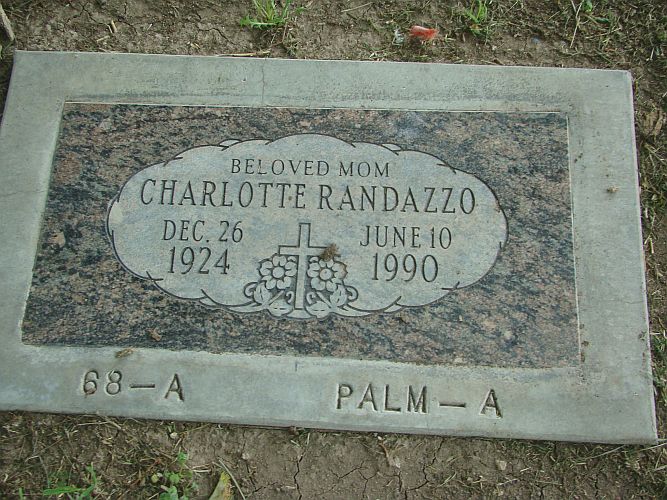 BELOVED MOM
CHARLOTTE RANDAZZO
DEC. 26 JUNE 10
1924 1990
68-A PALM-A